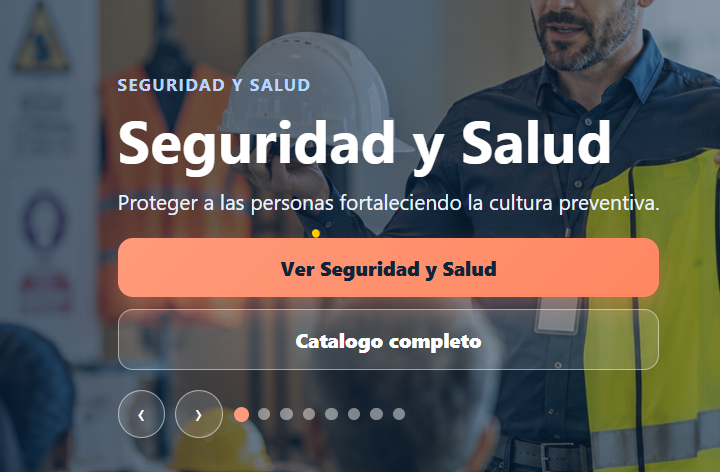 SEGURIDAD Y SALUD
Seguridad y Salud
Proteger a las personas fortaleciendo la cultura preventiva.
Ver Seguridad y Salud
Catalogo completo
‹ ›